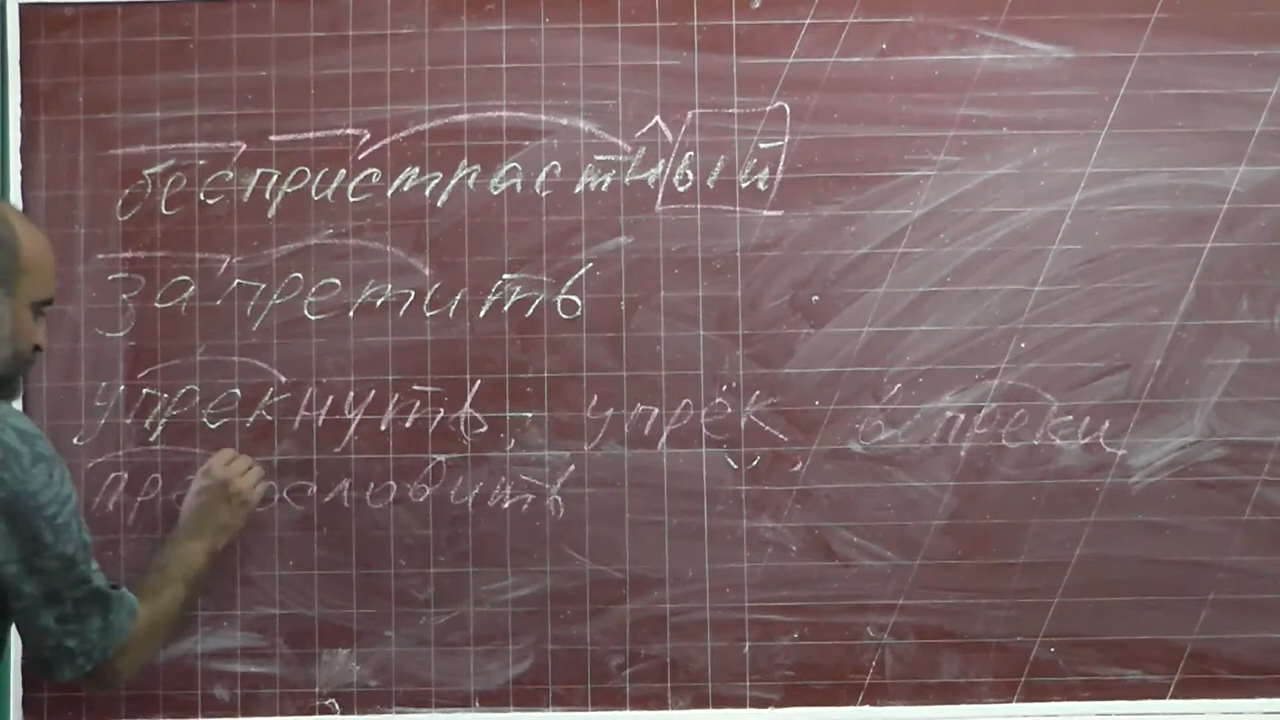 беспристрастный
запретить
упрекнуть, упрёк вопреки